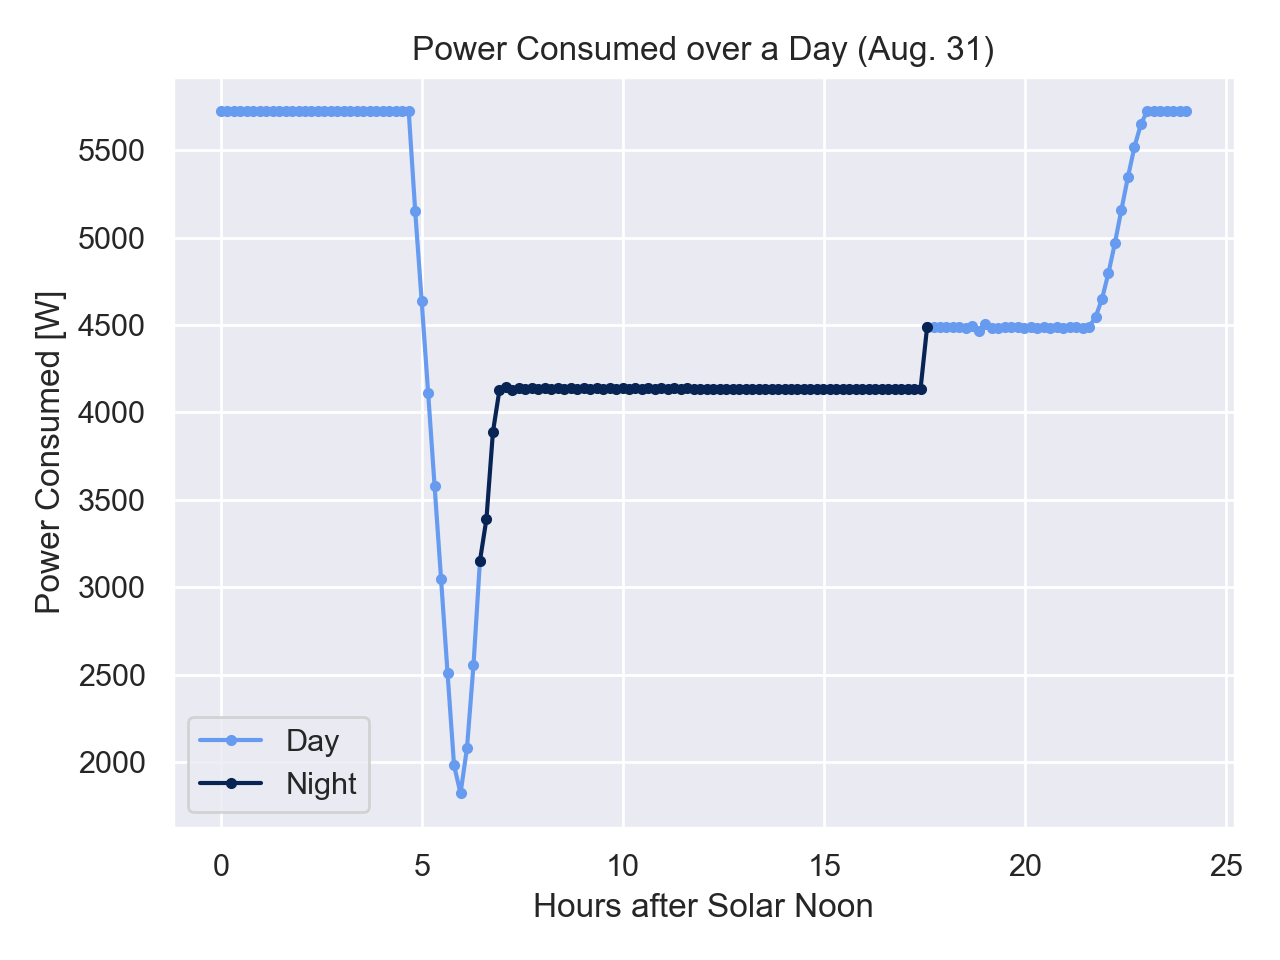 Power Consumed over a Day (Aug. 31)
Power Consumed [W]
5500
5000
4500
4000
3500
3000
2500
2000
Day
Night
0 5 10 15 20 25
Hours after Solar Noon